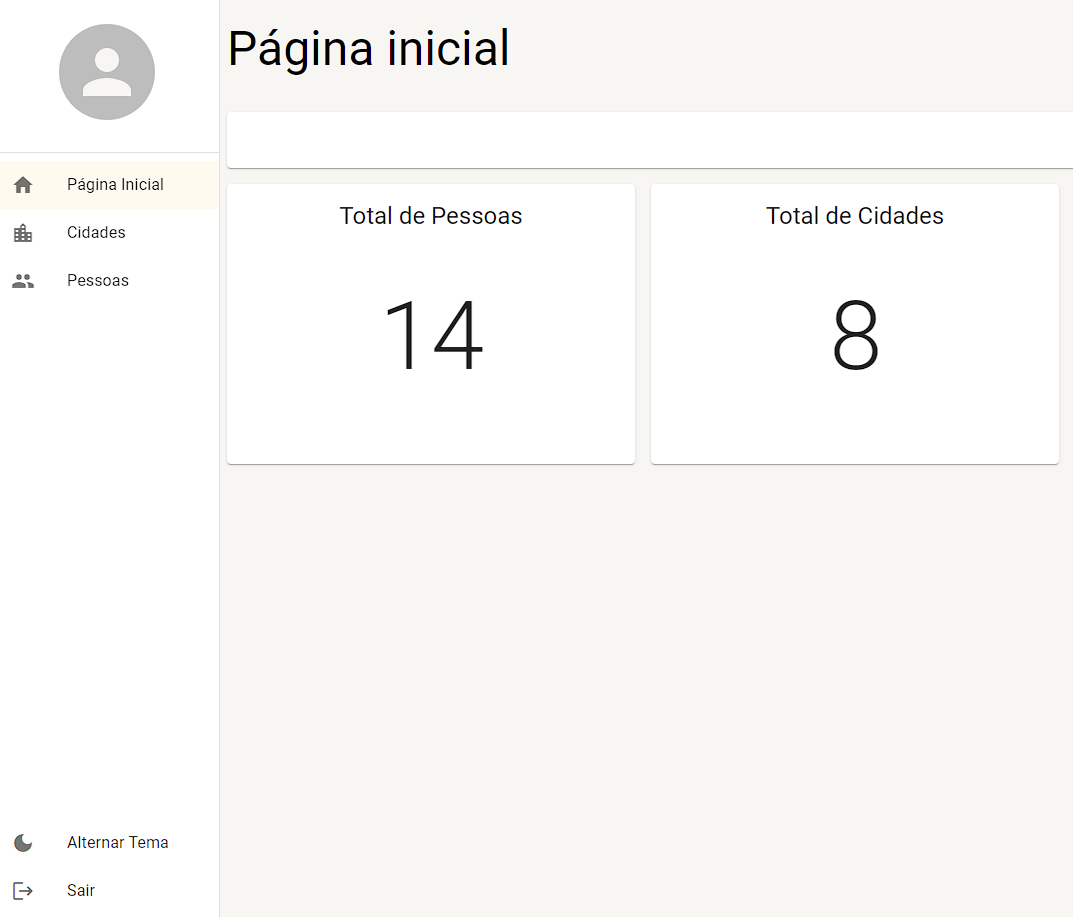 Página inicial
Página Inicial
Cidades
Pessoas
Total de Pessoas
14
Total de Cidades
8
Alternar Tema
Sair